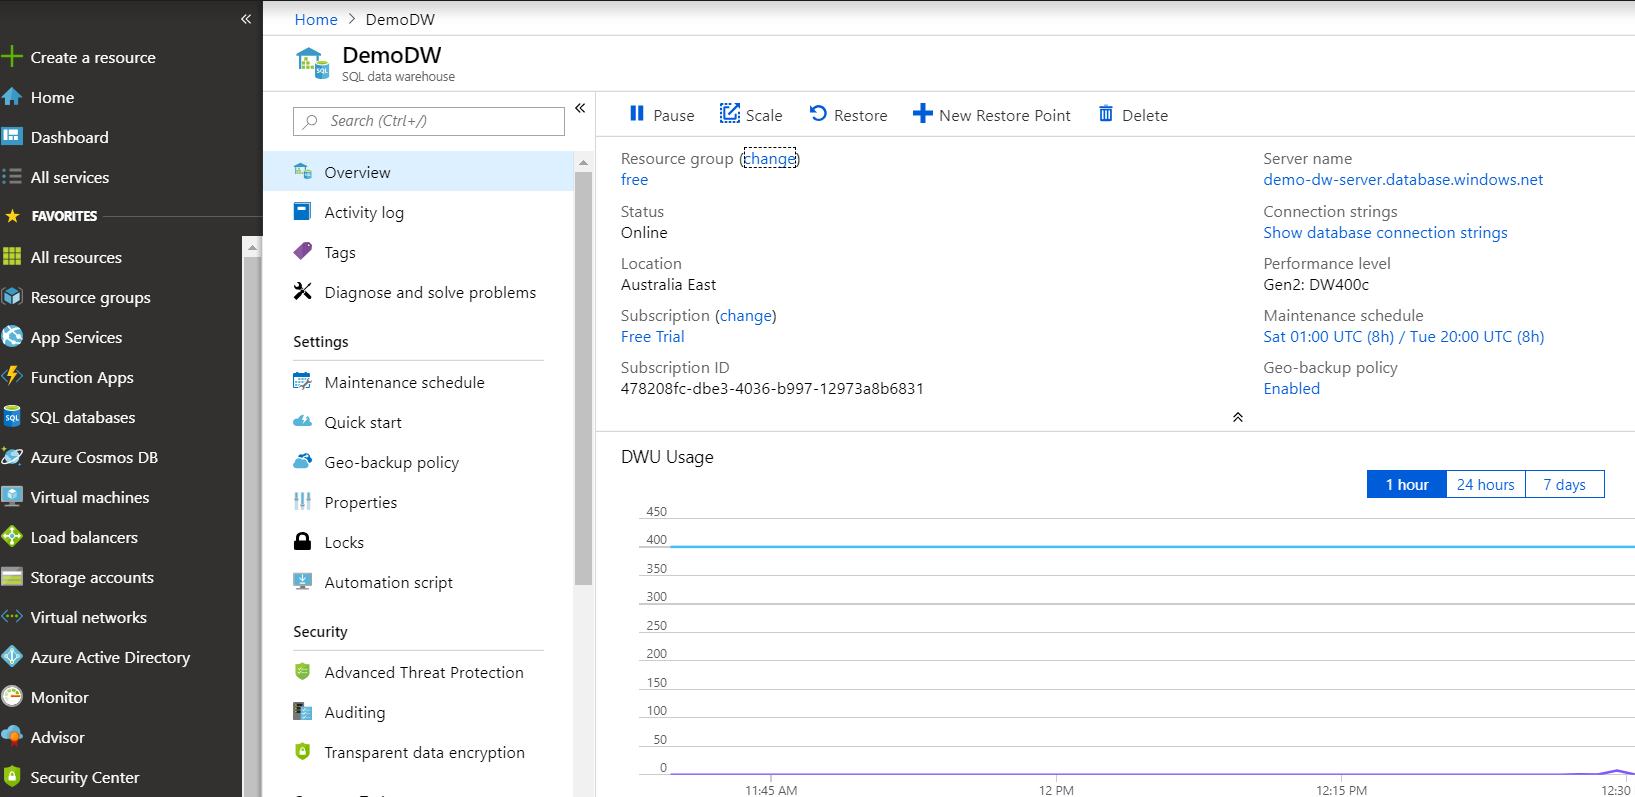 Create a resource
Home
Dashboard
All services
FAVORITES
All resources
Resource groups
App Services
Function Apps
SQL databases
Azure Cosmos DB
Virtual machines
Load balancers
Storage accounts
Virtual networks
Azure Active Directory
Monitor
Advisor
Security Center
Home > DemoDW
DemoDW
SQL data warehouse
Search (Ctrl+/)
Overview
Activity log
Tags
Diagnose and solve problems
Settings
Maintenance schedule
Quick start
Geo-backup policy
Properties
Locks
Automation script
Security
Advanced Threat Protection
Auditing
Transparent data encryption
Pause Scale Restore New Restore Point Delete
Resource group (change)
free
Status
Online
Location
Australia East
Subscription (change)
Free Trial
Subscription ID
478208fc-dbe3-4036-b997-12973a8b6831
Server name
demo-dw-server.database.windows.net
Connection strings
Show database connection strings
Performance level
Gen2: DW400c
Maintenance schedule
Sat 01:00 UTC (8h) / Tue 20:00 UTC (8h)
Geo-backup policy
Enabled
DWU Usage
1 hour 24 hours 7 days
450
400
350
300
250
200
150
100
50
0
11:45 AM 12 PM 12:15 PM 12:30